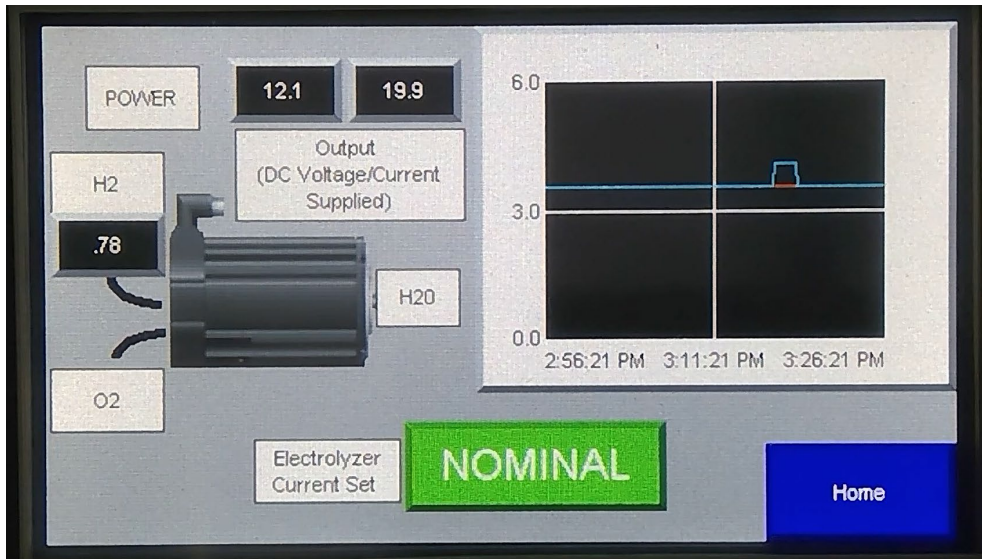 POWER
12.1
19.9
Output
(DC Voltage/Current
Supplied)
H2
.78
H20
O2
Electrolyzer
Current Set
NOMINAL
Home
6.0
3.0
0.0
2:56:21 PM 3:11:21 PM 3:26:21 PM